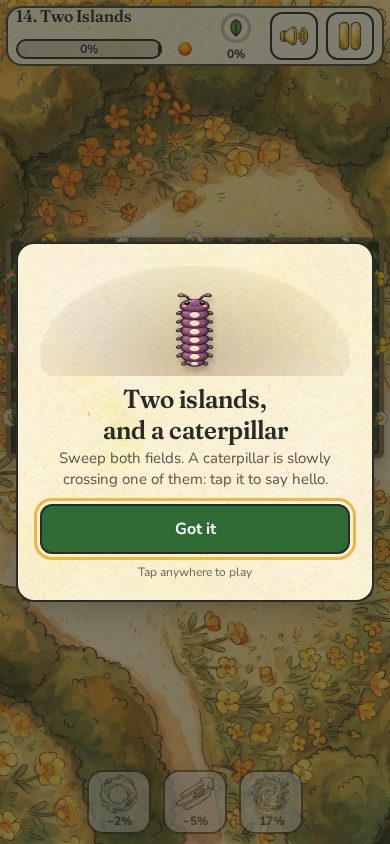 14. Two Islands
0%
0%
Two islands,
and a caterpillar
Sweep both fields. A caterpillar is slowly
crossing one of them: tap it to say hello.
Got it
Tap anywhere to play
~2%
~5%
17%